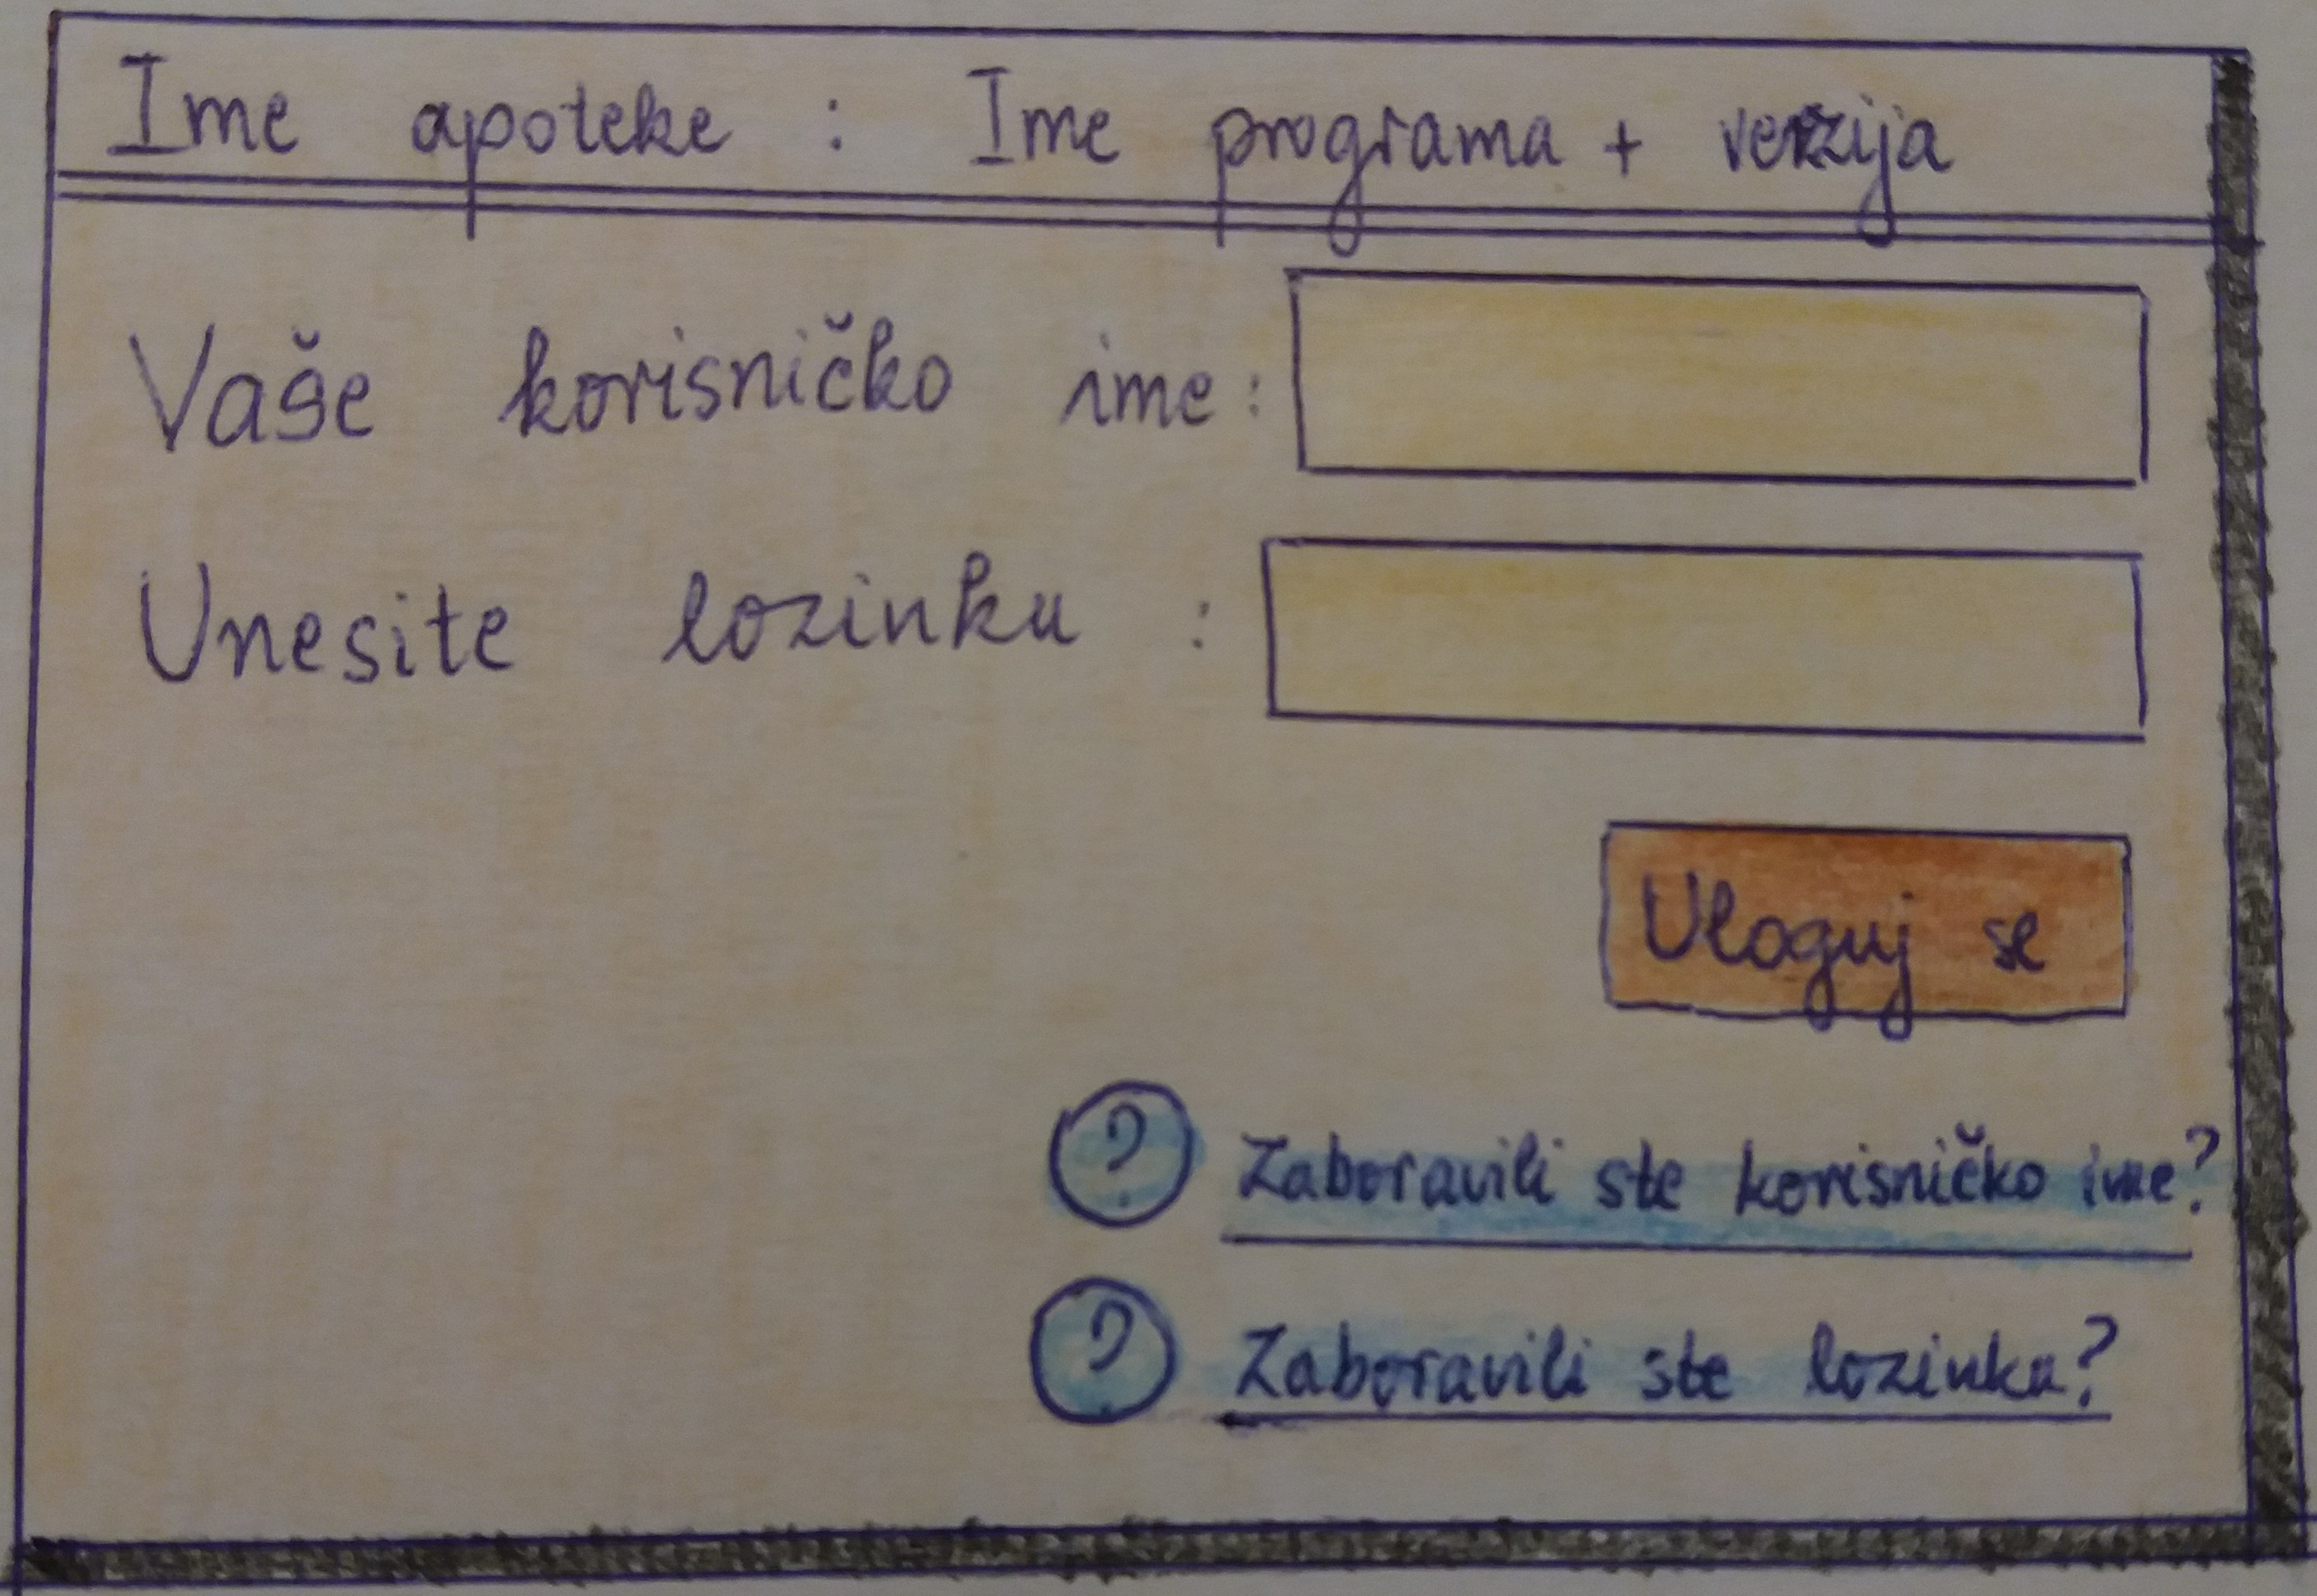 Ime apoteke : Ime programa + verzija
Vaše korisničko ime:
Unesite lozinku :
Uloguj se
? Zaboravili ste korisničko ime?
? Zaboravili ste lozinku?